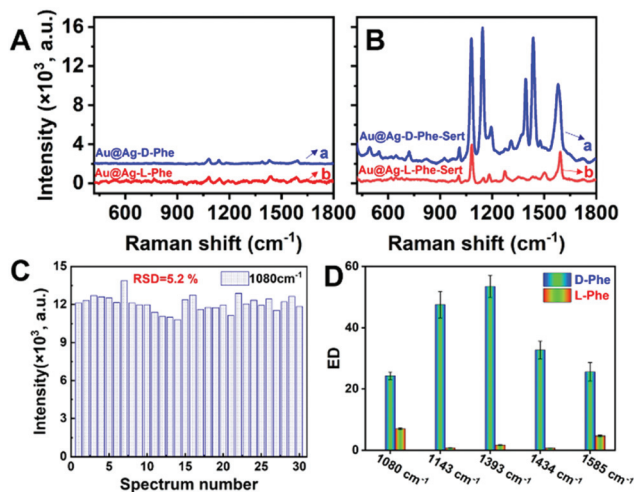 A
B
Intensity (×10³, a.u.)
16
12
8
4
0
Au@Ag-D-Phe
a
Au@Ag-L-Phe
b
Au@Ag-D-Phe-Sert
a
Au@Ag-L-Phe-Sert
b
600 900 1200 1500 1800
600 900 1200 1500 1800
Raman shift (cm⁻¹)
Raman shift (cm⁻¹)
C
Intensity(×10³, a.u.)
15
12
9
6
3
0
RSD=5.2 %
1080cm⁻¹
0 5 10 15 20 25 30
Spectrum number
D
ED
60
40
20
0
D-Phe
L-Phe
1080 cm⁻¹
1143 cm⁻¹
1393 cm⁻¹
1434 cm⁻¹
1585 cm⁻¹